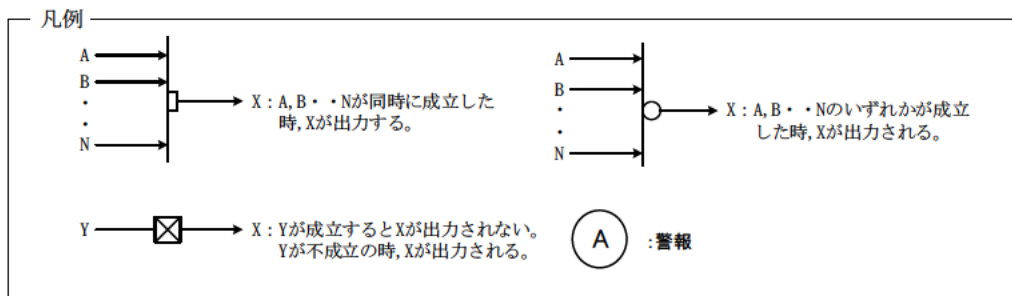 凡例
A
B
・
・
N
X：A,B・・Nが同時に成立した
時,Xが出力する。
A
B
・
・
N
X：A,B・・Nのいずれかが成立
した時,Xが出力される。
Y
X：Yが成立するとXが出力されない。
Yが不成立の時,Xが出力される。
A
:警報